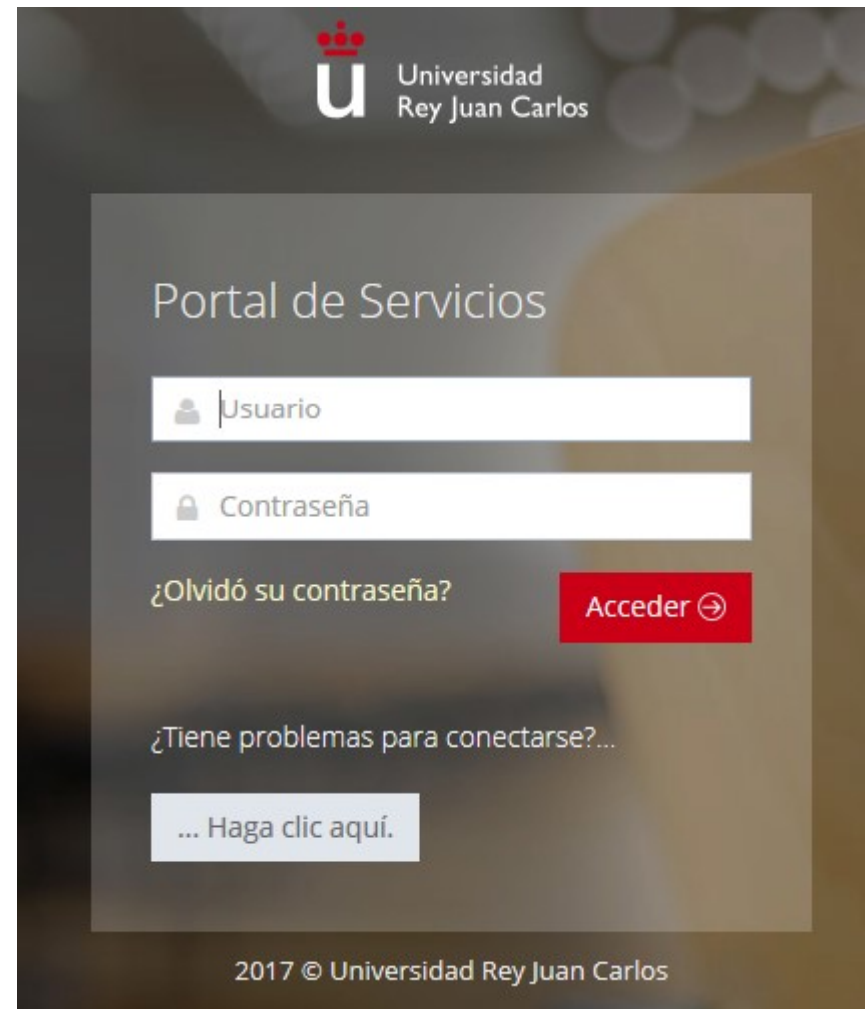 Universidad
Rey Juan Carlos
Portal de Servicios
Usuario
Contraseña
¿Olvidó su contraseña?
Acceder
¿Tiene problemas para conectarse?...
... Haga clic aquí.
2017 © Universidad Rey Juan Carlos